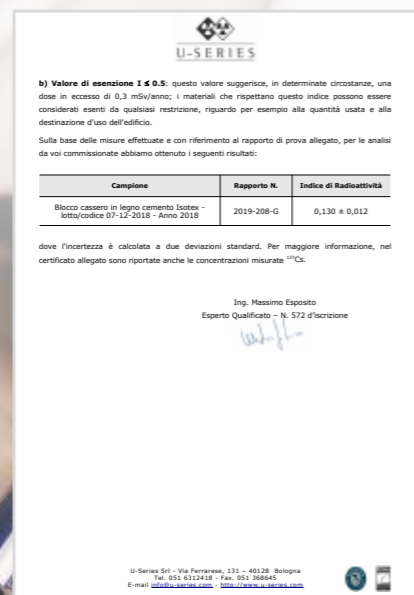 U-SERIES
b) Valore di esenzione I ≤ 0.5: questo valore suggerisce, in determinate circostanze, una
dose in eccesso di 0,3 mSv/anno; i materiali che rispettano questo indice possono essere
considerati esenti da qualsiasi restrizione, riguardo per esempio alla quantità usata e alla
destinazione d'uso dell'edificio.
Sulla base delle misure effettuate e con riferimento al rapporto di prova allegato, per le analisi
da voi commissionate abbiamo ottenuto i seguenti risultati:
Campione Rapporto N. Indice di Radioattività
Blocco cassero in legno cemento Isotex -
lotto/codice 07-12-2018 - Anno 2018 2019-208-G 0,130 ± 0,012
dove l'incertezza è calcolata a due deviazioni standard. Per maggiore informazione, nel
certificato allegato sono riportate anche le concentrazioni misurate ¹³⁷Cs.
Ing. Massimo Esposito
Esperto Qualificato – N. 572 d'iscrizione
U-Series Srl - Via Ferrarese, 131 – 40128 Bologna
Tel. 051 6312418 - Fax. 051 368645
E-mail info@u-series.com - http://www.u-series.com